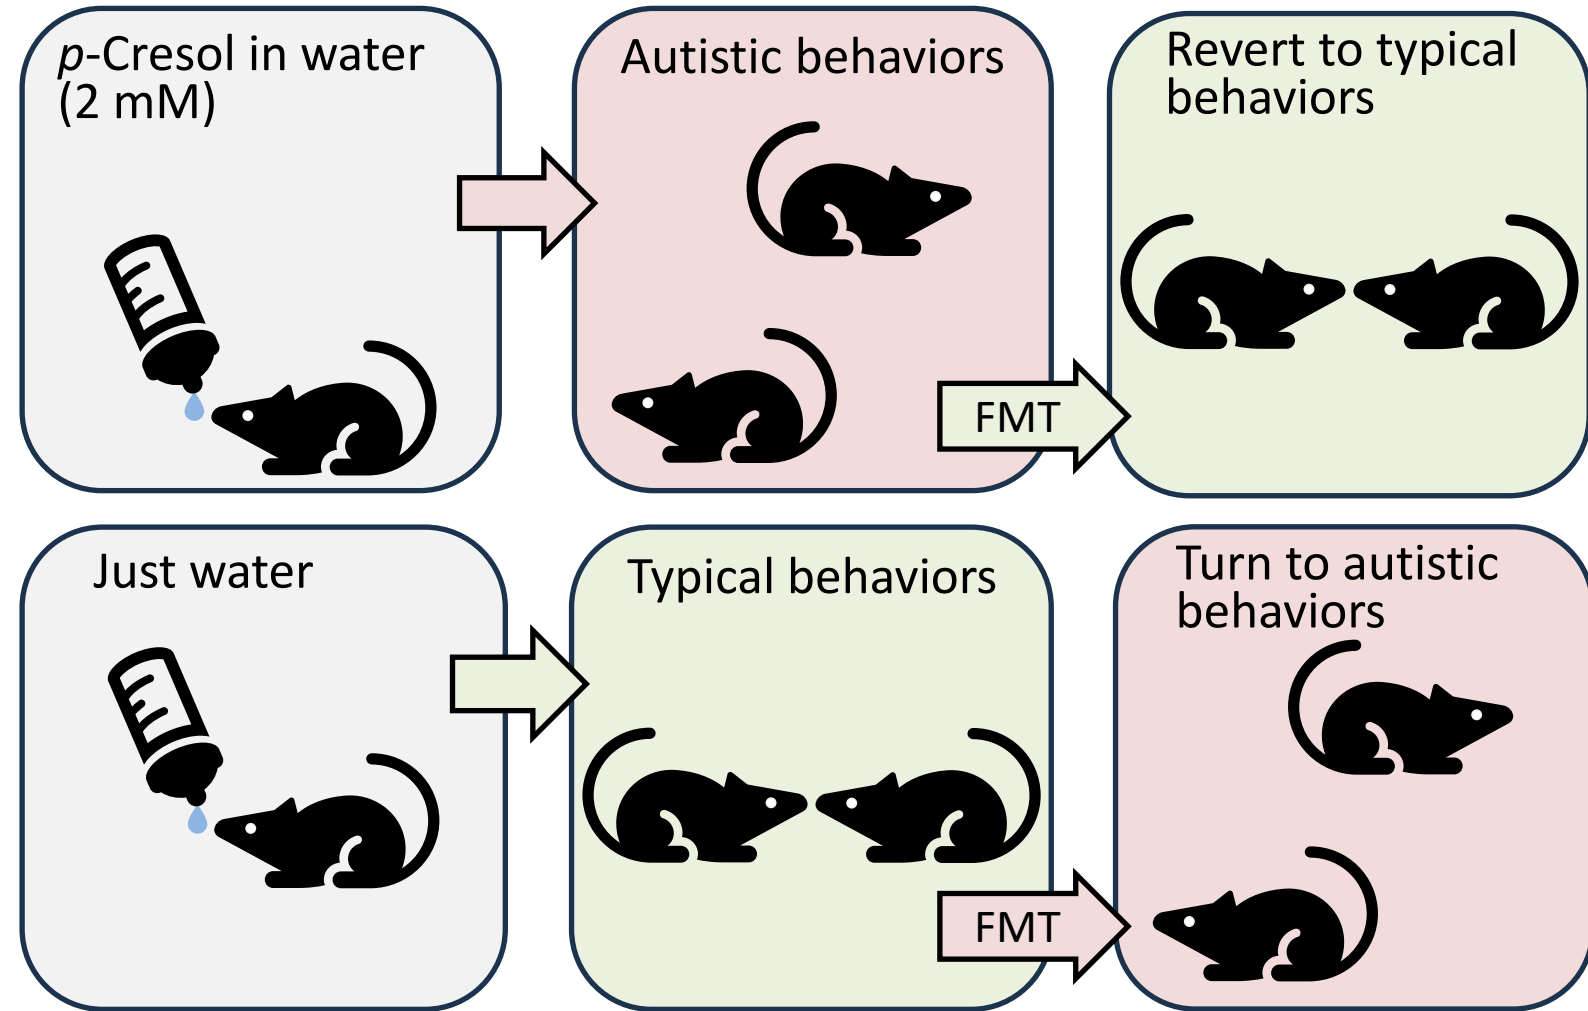 p-Cresol in water
(2 mM)
Autistic behaviors
Revert to typical
behaviors
FMT
Just water
Typical behaviors
Turn to autistic
behaviors
FMT